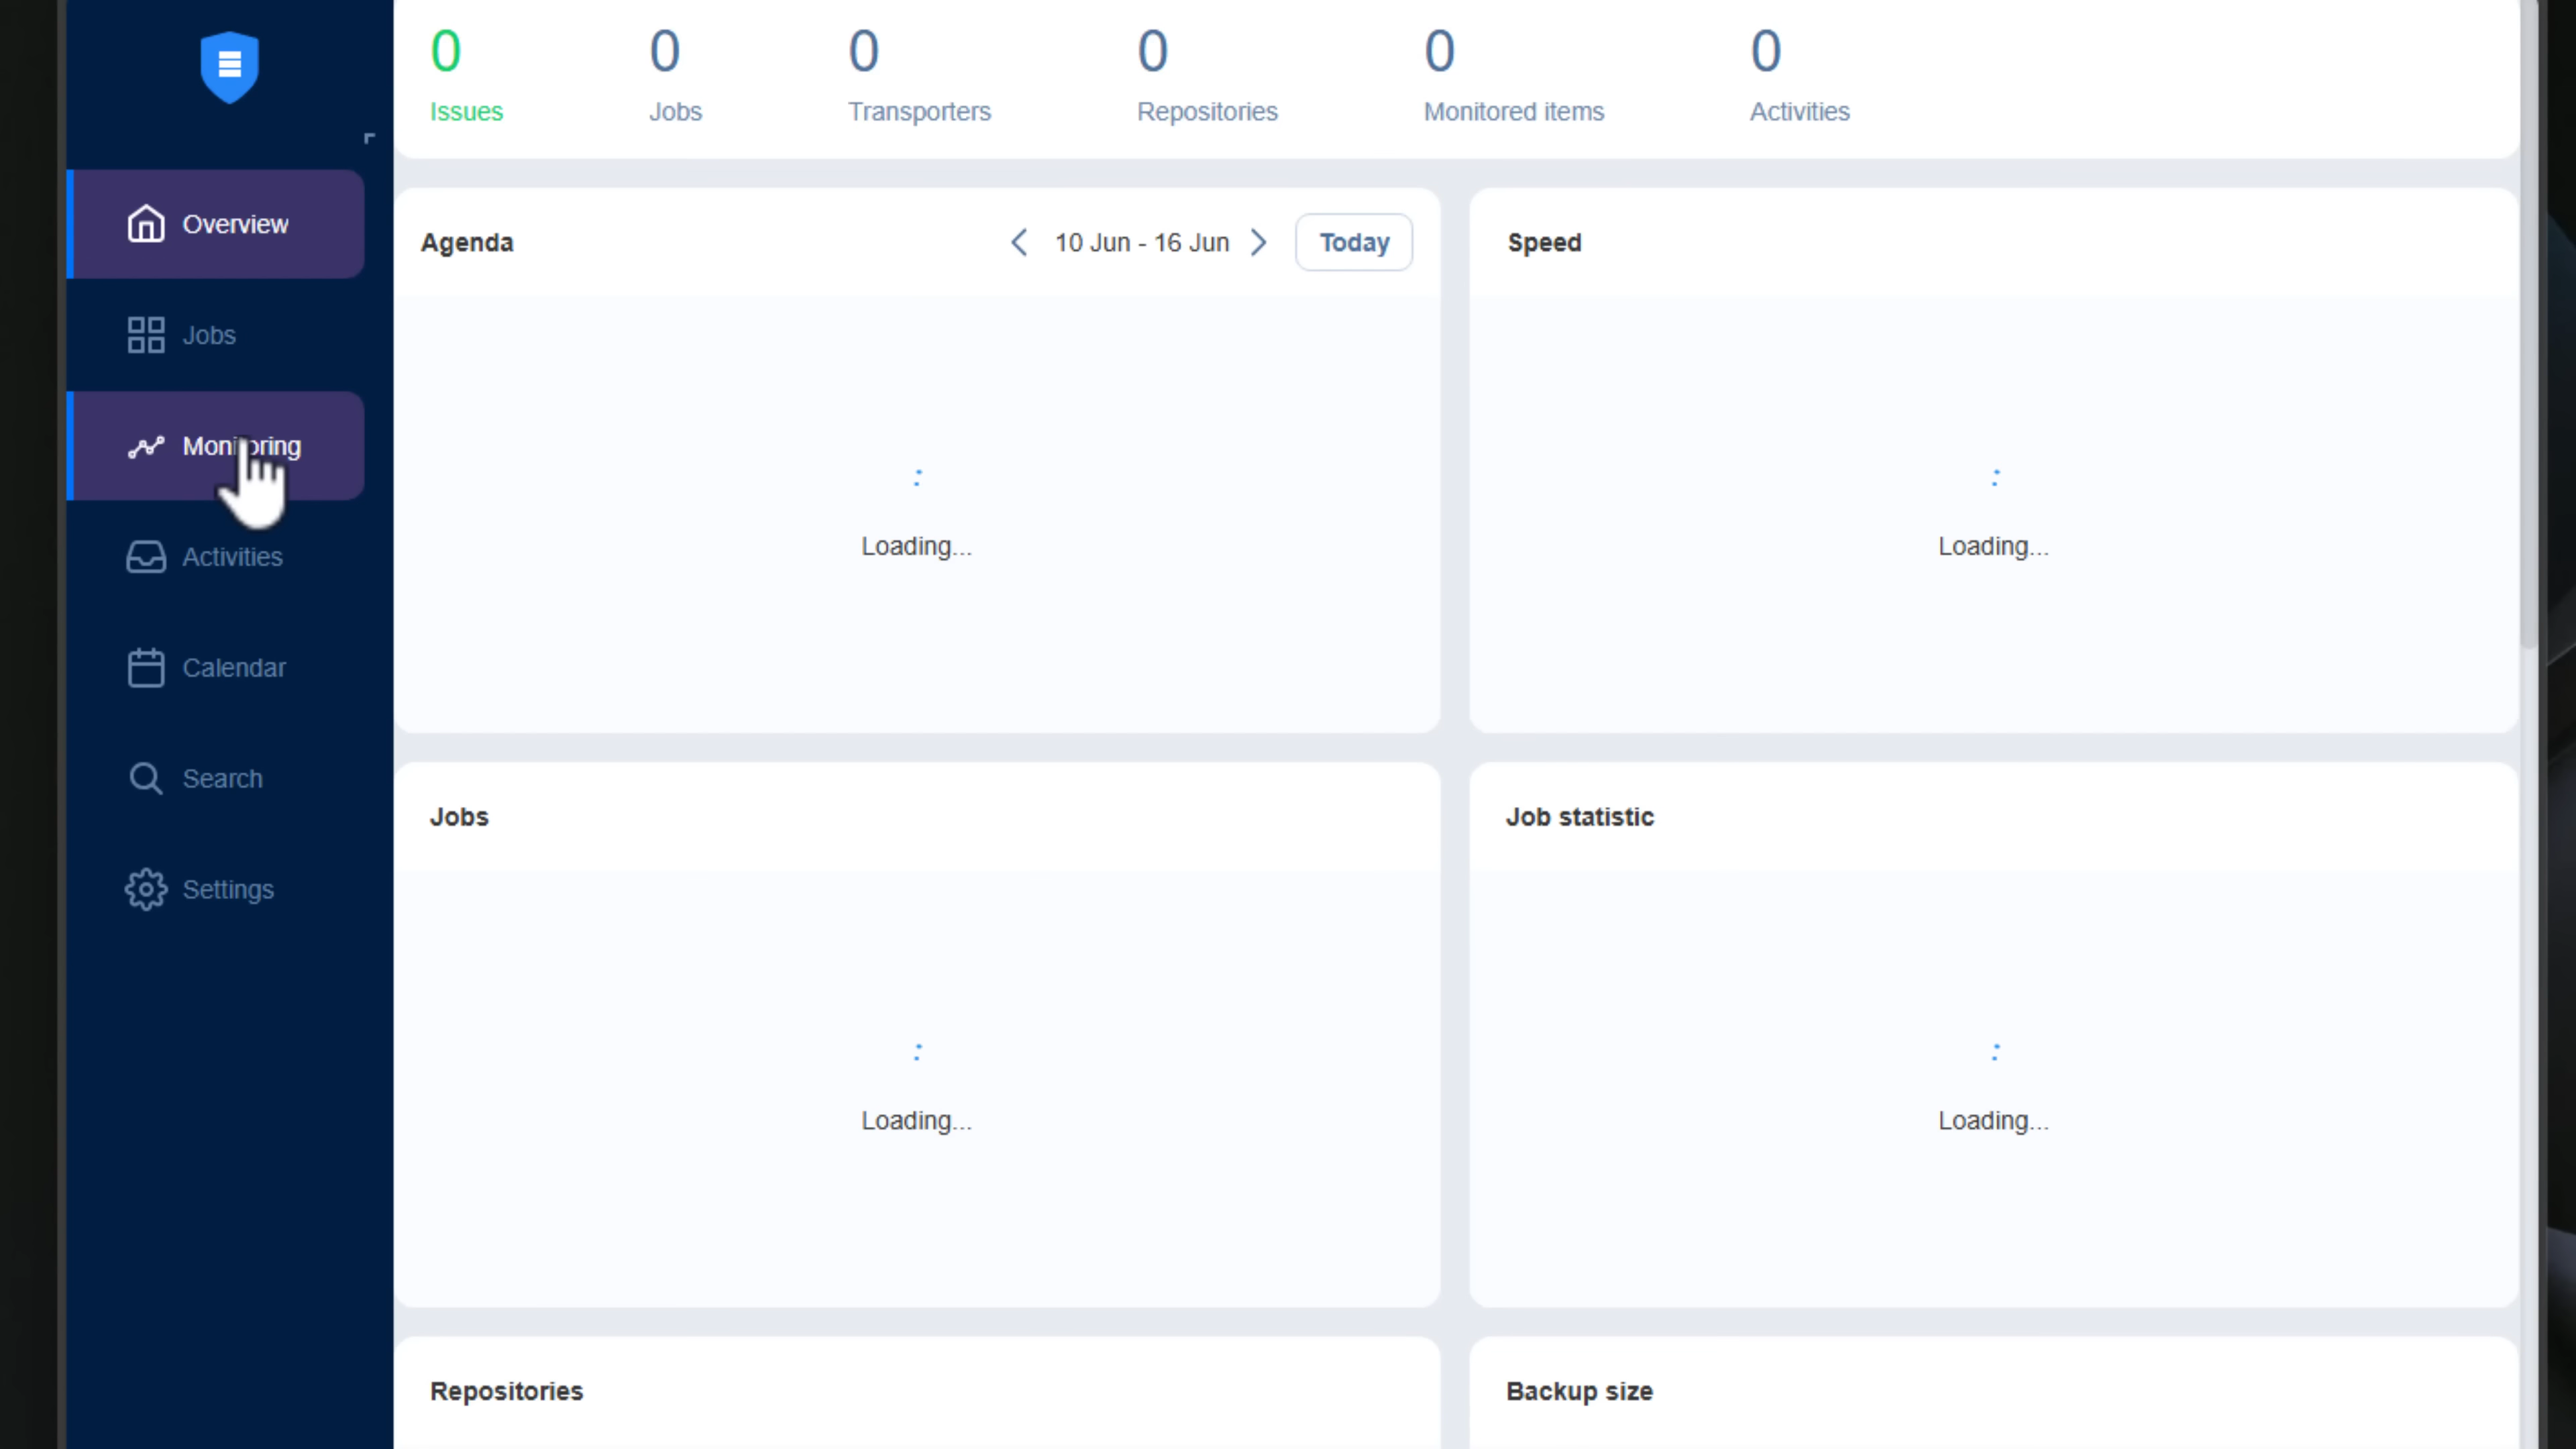 0
Issues
0
Jobs
0
Transporters
0
Repositories
0
Monitored items
0
Activities
Overview
Jobs
Monitoring
Activities
Calendar
Search
Settings
Agenda
10 Jun - 16 Jun
Today
Loading...
Speed
Loading...
Jobs
Loading...
Job statistic
Loading...
Repositories
Backup size